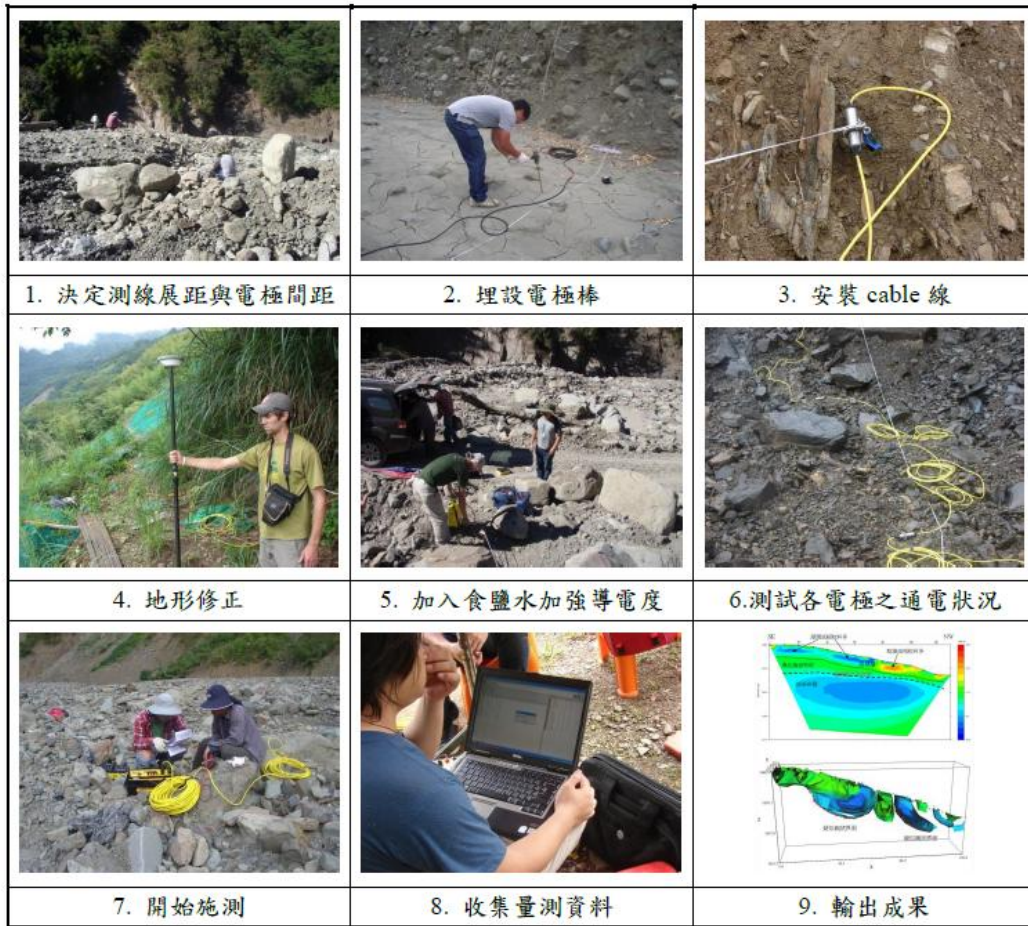 1. 決定測線展距與電極間距
2. 埋設電極棒
3. 安裝 cable 線
4. 地形修正
5. 加入食鹽水加強導電度
6.測試各電極之通電狀況
7. 開始施測
8. 收集量測資料
9. 輸出成果